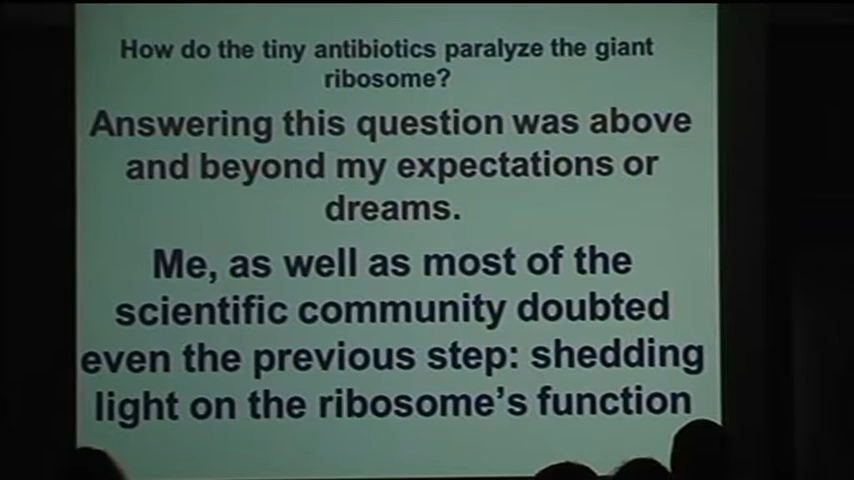 How do the tiny antibiotics paralyze the giant
ribosome?
Answering this question was above
and beyond my expectations or
dreams.
Me, as well as most of the
scientific community doubted
even the previous step: shedding
light on the ribosome’s function